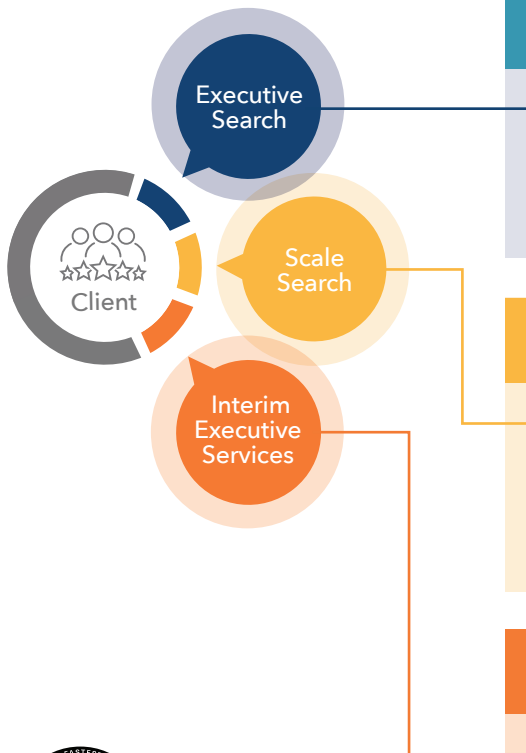 Executive
Search
Scale
Search
Client
Interim
Executive
Services